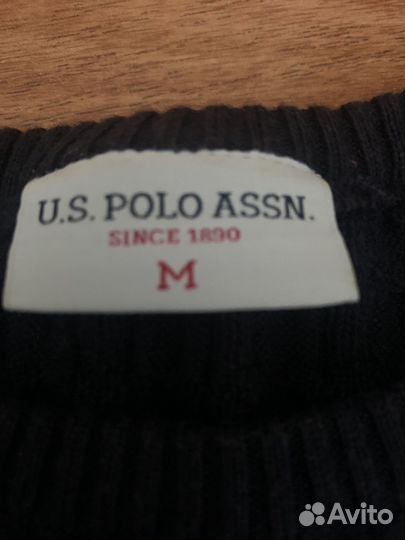 U.S. POLO ASSN.
SINCE 1890
M
Avito